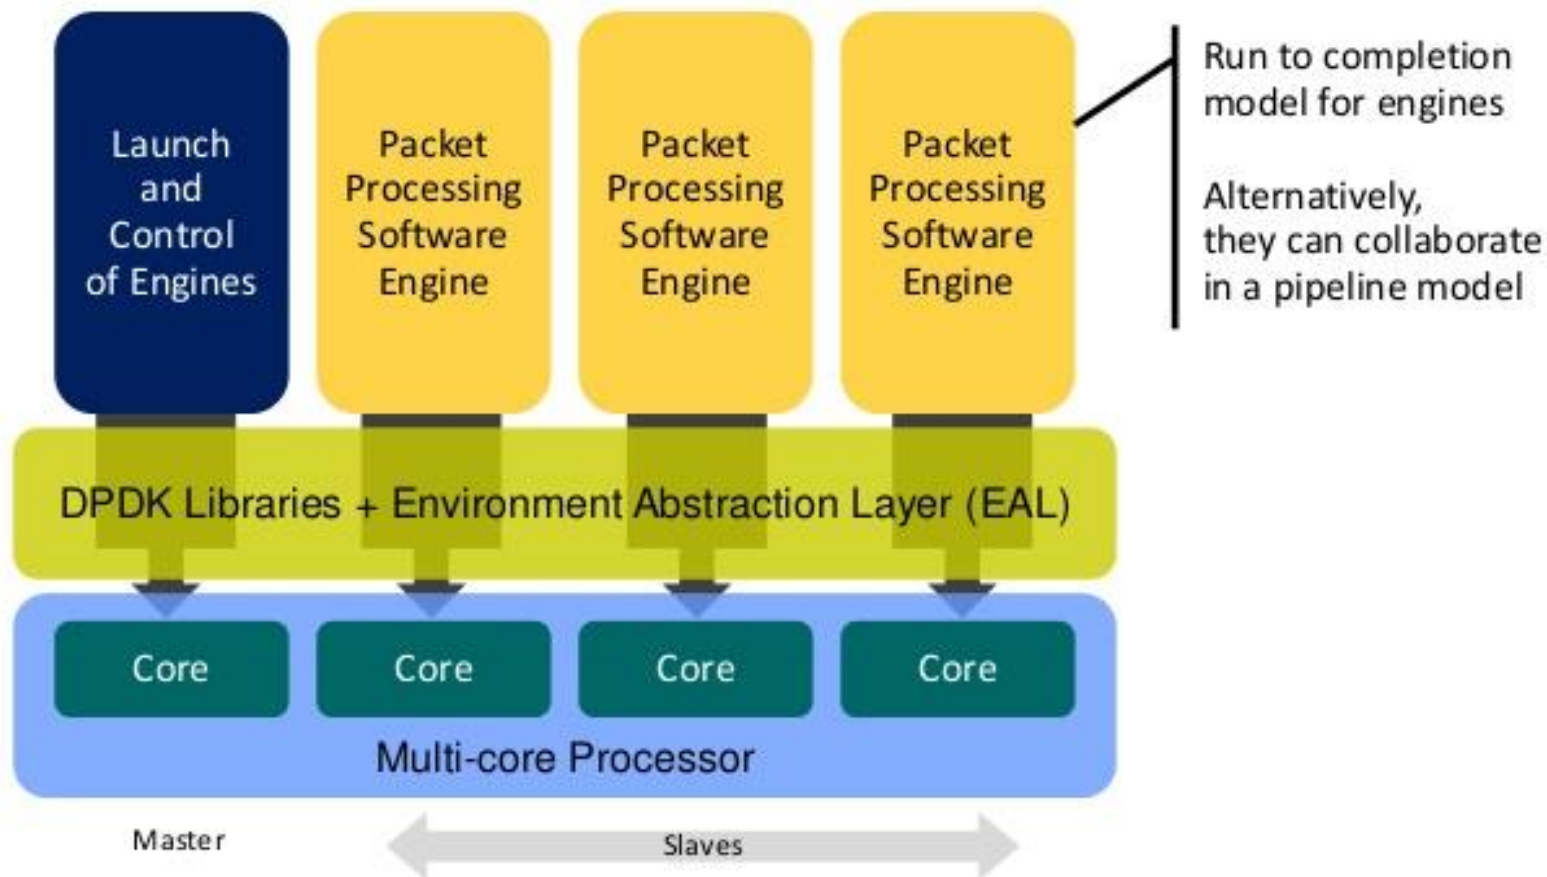 Launch
and
Control
of Engines
Packet
Processing
Software
Engine
Packet
Processing
Software
Engine
Packet
Processing
Software
Engine
Run to completion
model for engines
Alternatively,
they can collaborate
in a pipeline model
DPDK Libraries + Environment Abstraction Layer (EAL)
Core
Core
Core
Core
Multi-core Processor
Master
Slaves